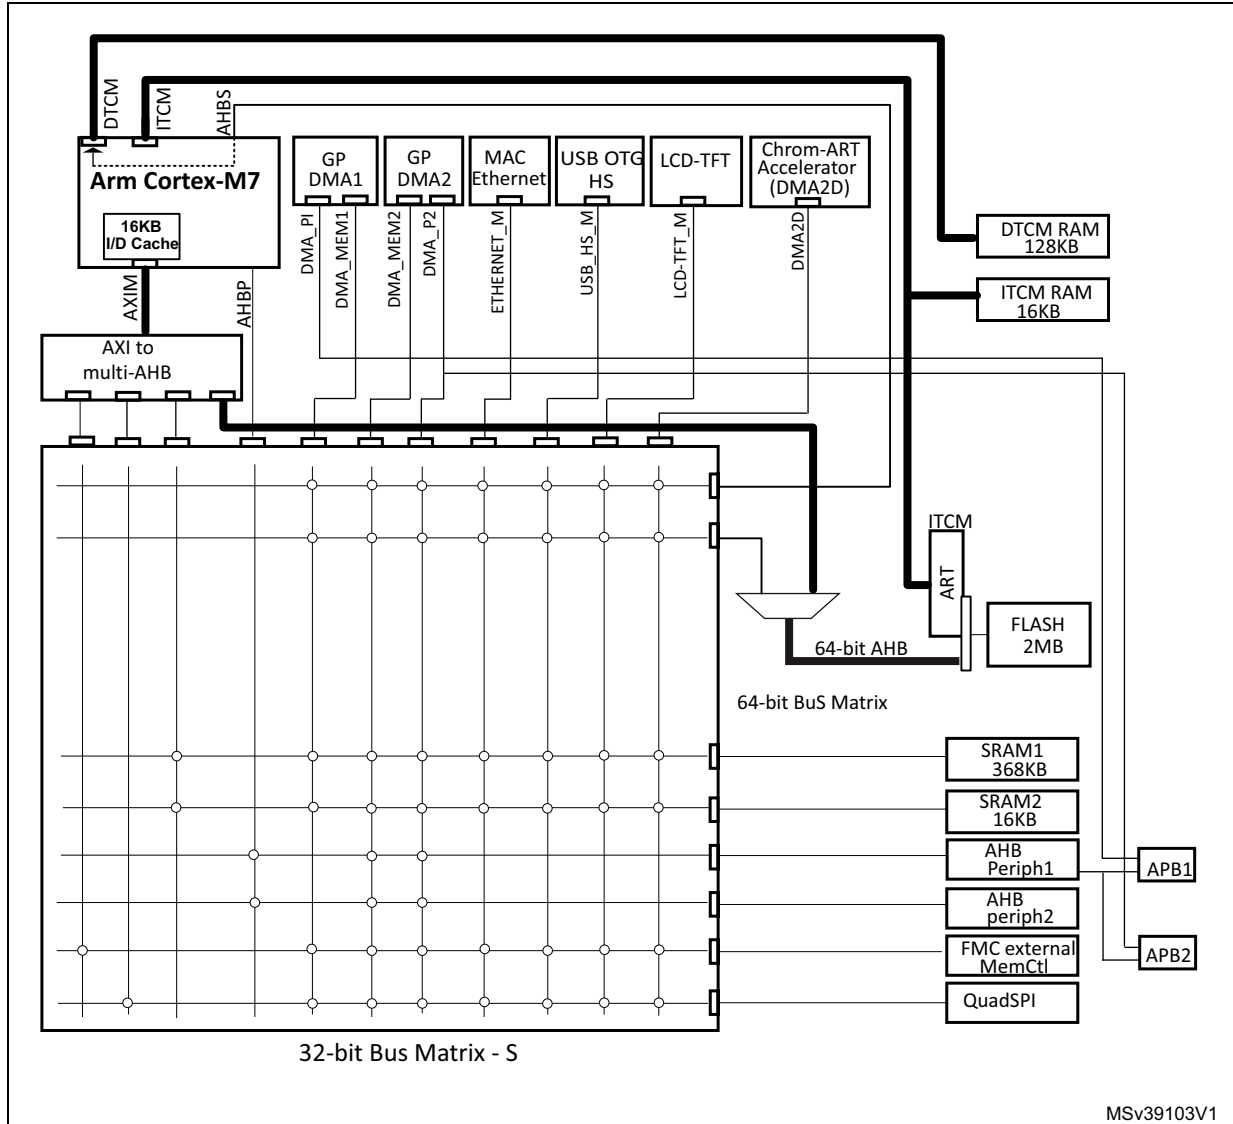 DTCM
ITCM
AHBS
Arm Cortex-M7
16KB
I/D Cache
AXIM
AHBP
GP
DMA1
GP
DMA2
MAC
Ethernet
USB OTG
HS
LCD-TFT
Chrom-ART
Accelerator
(DMA2D)
DMA_PI
DMA_MEM1
DMA_MEM2
DMA_P2
ETHERNET_M
USB_HS_M
LCD-TFT_M
DMA2D
DTCM RAM
128KB
ITCM RAM
16KB
AXI to
multi-AHB
ITCM
ART
FLASH
2MB
64-bit AHB
64-bit BuS Matrix
SRAM1
368KB
SRAM2
16KB
AHB
Periph1
APB1
AHB
periph2
FMC external
MemCtl
APB2
QuadSPI
32-bit Bus Matrix - S
MSv39103V1